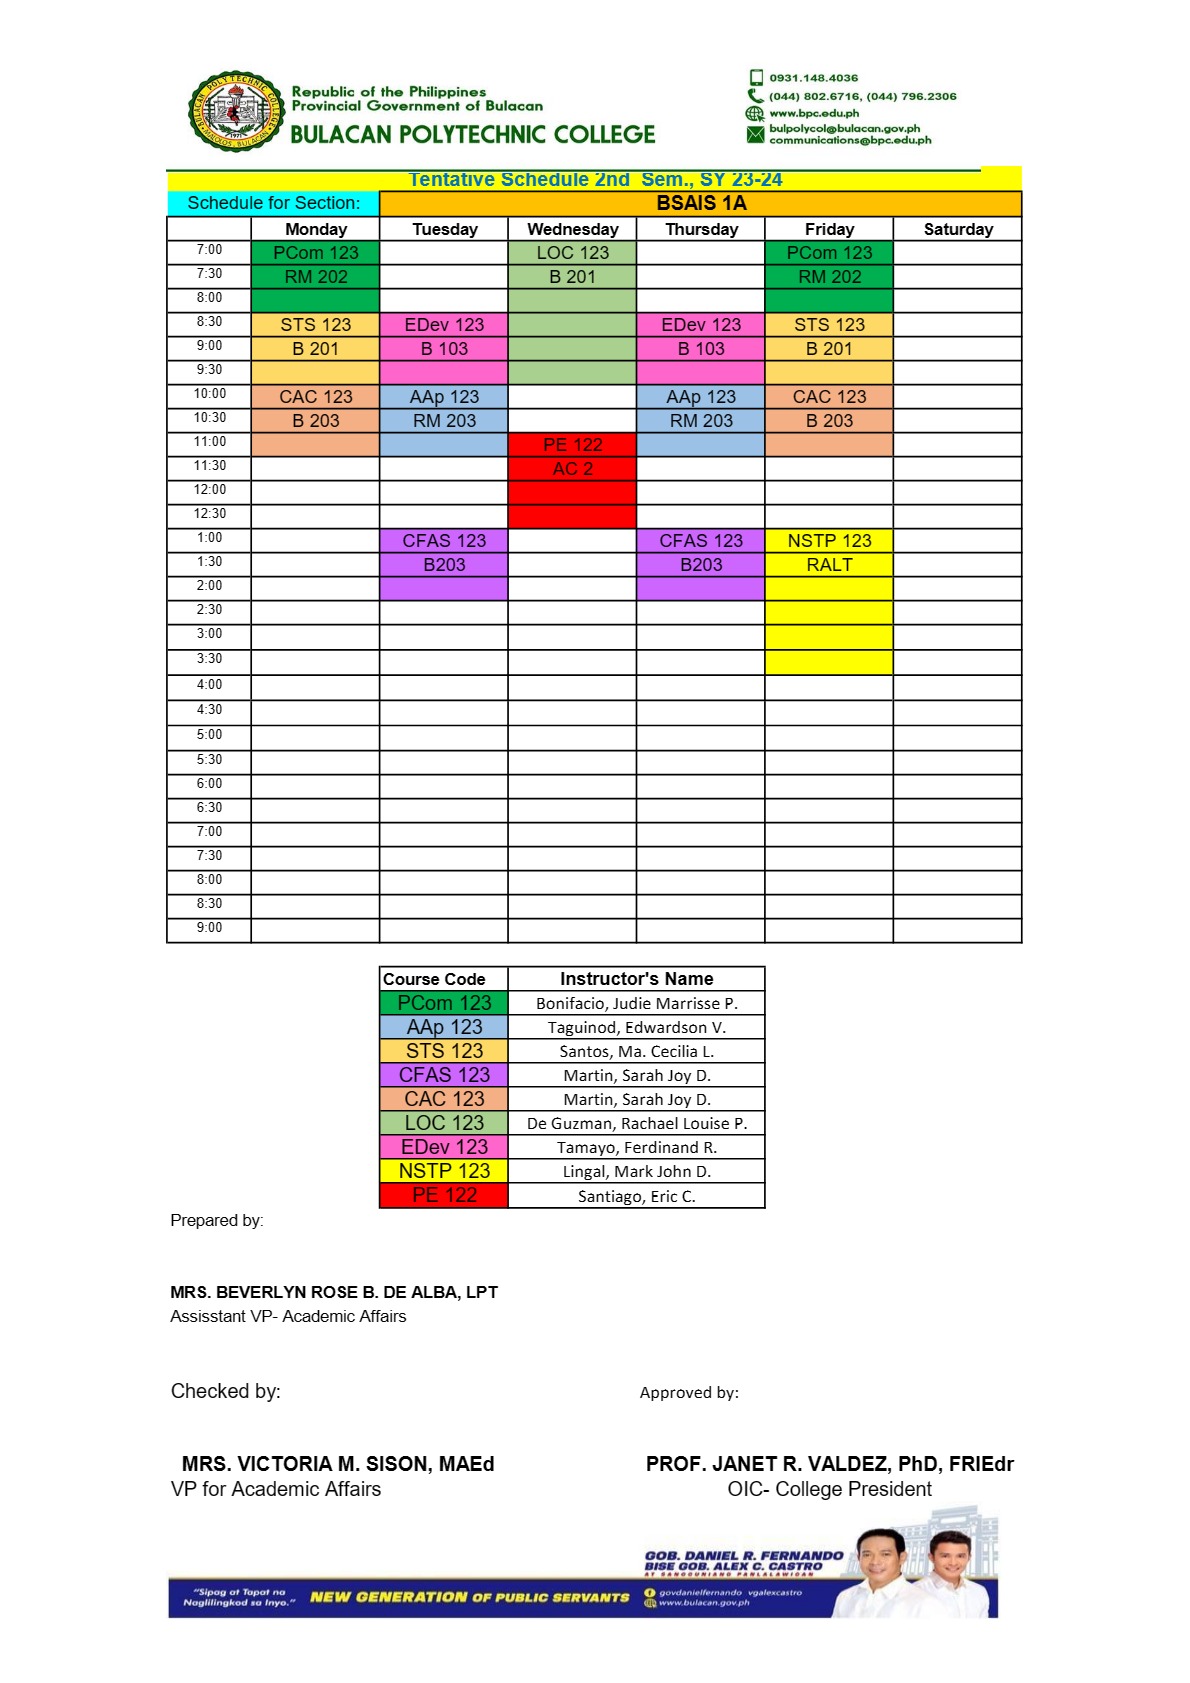 Republic of the Philippines
Provincial Government of Bulacan
BULACAN POLYTECHNIC COLLEGE
BULACAN POLYTECHNIC COLLEGE
MALOLOS, BULACAN
1971
0931.148.4036
(044) 802.6716, (044) 796.2306
www.bpc.edu.ph
bulpolycol@bulacan.gov.ph
communications@bpc.edu.ph
Tentative Schedule 2nd Sem., SY 23-24
Schedule for Section: BSAIS 1A
Monday Tuesday Wednesday Thursday Friday Saturday
7:00 PCom 123 LOC 123 PCom 123
7:30 RM 202 B 201 RM 202
8:00
8:30 STS 123 EDev 123 EDev 123 STS 123
9:00 B 201 B 103 B 103 B 201
9:30
10:00 CAC 123 AAp 123 AAp 123 CAC 123
10:30 B 203 RM 203 RM 203 B 203
11:00 PE 122
11:30 AC 2
12:00
12:30
1:00 CFAS 123 CFAS 123 NSTP 123
1:30 B203 B203 RALT
2:00
2:30
3:00
3:30
4:00
4:30
5:00
5:30
6:00
6:30
7:00
7:30
8:00
8:30
9:00
Course Code Instructor's Name
PCom 123 Bonifacio, Judie Marrisse P.
AAp 123 Taguinod, Edwardson V.
STS 123 Santos, Ma. Cecilia L.
CFAS 123 Martin, Sarah Joy D.
CAC 123 Martin, Sarah Joy D.
LOC 123 De Guzman, Rachael Louise P.
EDev 123 Tamayo, Ferdinand R.
NSTP 123 Lingal, Mark John D.
PE 122 Santiago, Eric C.
Prepared by:
MRS. BEVERLYN ROSE B. DE ALBA, LPT
Assisstant VP- Academic Affairs
Checked by: Approved by:
MRS. VICTORIA M. SISON, MAEd PROF. JANET R. VALDEZ, PhD, FRIEdr
VP for Academic Affairs OIC- College President
GOB. DANIEL R. FERNANDO
BISE GOB. ALEX C. CASTRO
AT SANGGUNIANG PANLALAWIGAN
"Sipag at Tapat na
Naglilingkod sa Inyo."
NEW GENERATION OF PUBLIC SERVANTS
govdanielfernando vgalexcastro
www.bulacan.gov.ph